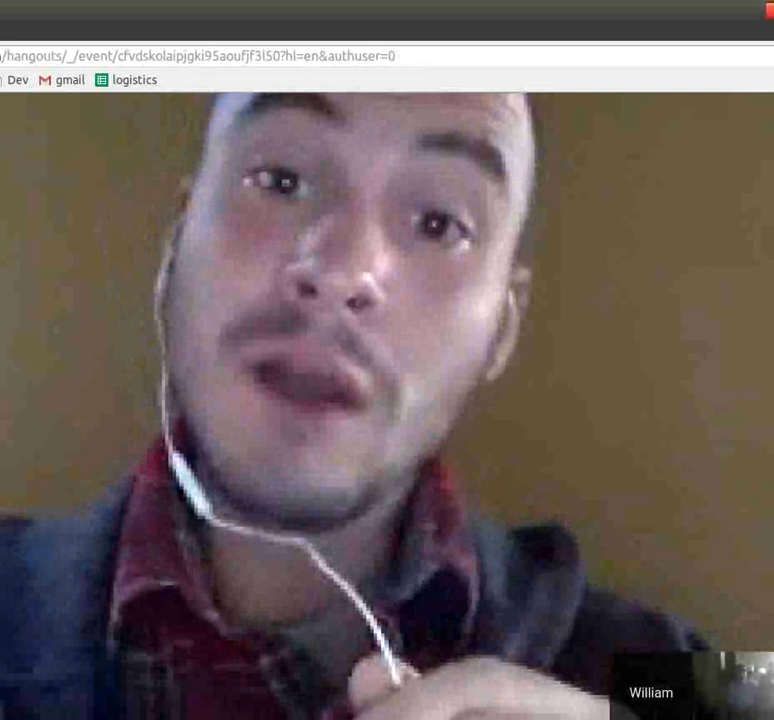 /hangouts/_/event/cfvdskolaipjgki95aoufjf3l50?hl=en&authuser=0
Dev gmail logistics
William